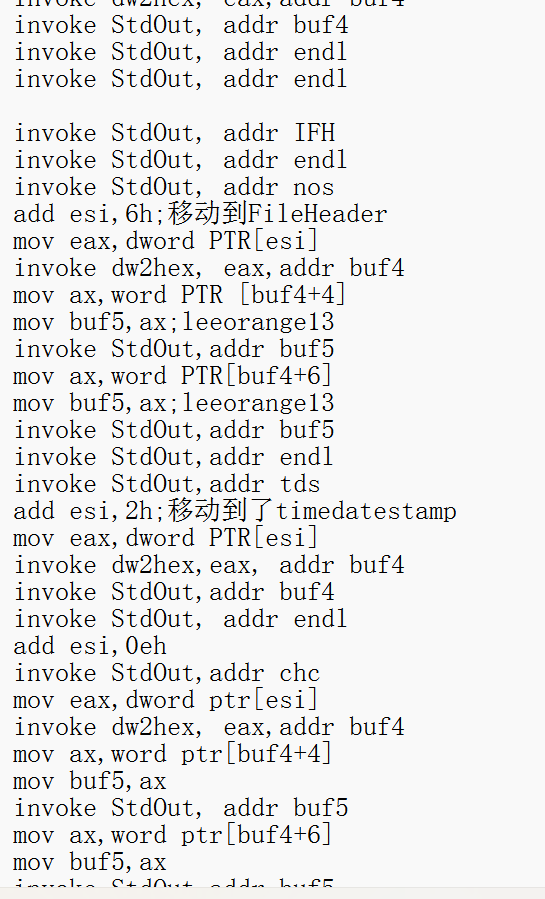 invoke dw2hex, eax,addr buf4
invoke StdOut, addr buf4
invoke StdOut, addr endl
invoke StdOut, addr endl
invoke StdOut, addr IFH
invoke StdOut, addr endl
invoke StdOut, addr nos
add esi,6h;移动到FileHeader
mov eax,dword PTR[esi]
invoke dw2hex, eax,addr buf4
mov ax,word PTR [buf4+4]
mov buf5,ax;leeorange13
invoke StdOut,addr buf5
mov ax,word PTR[buf4+6]
mov buf5,ax;leeorange13
invoke StdOut,addr buf5
invoke StdOut,addr endl
invoke StdOut,addr tds
add esi,2h;移动到了timedatestamp
mov eax,dword PTR[esi]
invoke dw2hex,eax, addr buf4
invoke StdOut,addr buf4
invoke StdOut, addr endl
add esi,0eh
invoke StdOut,addr chc
mov eax,dword ptr[esi]
invoke dw2hex, eax,addr buf4
mov ax,word ptr[buf4+4]
mov buf5,ax
invoke StdOut, addr buf5
mov ax,word ptr[buf4+6]
mov buf5,ax
invoke StdOut,addr buf5